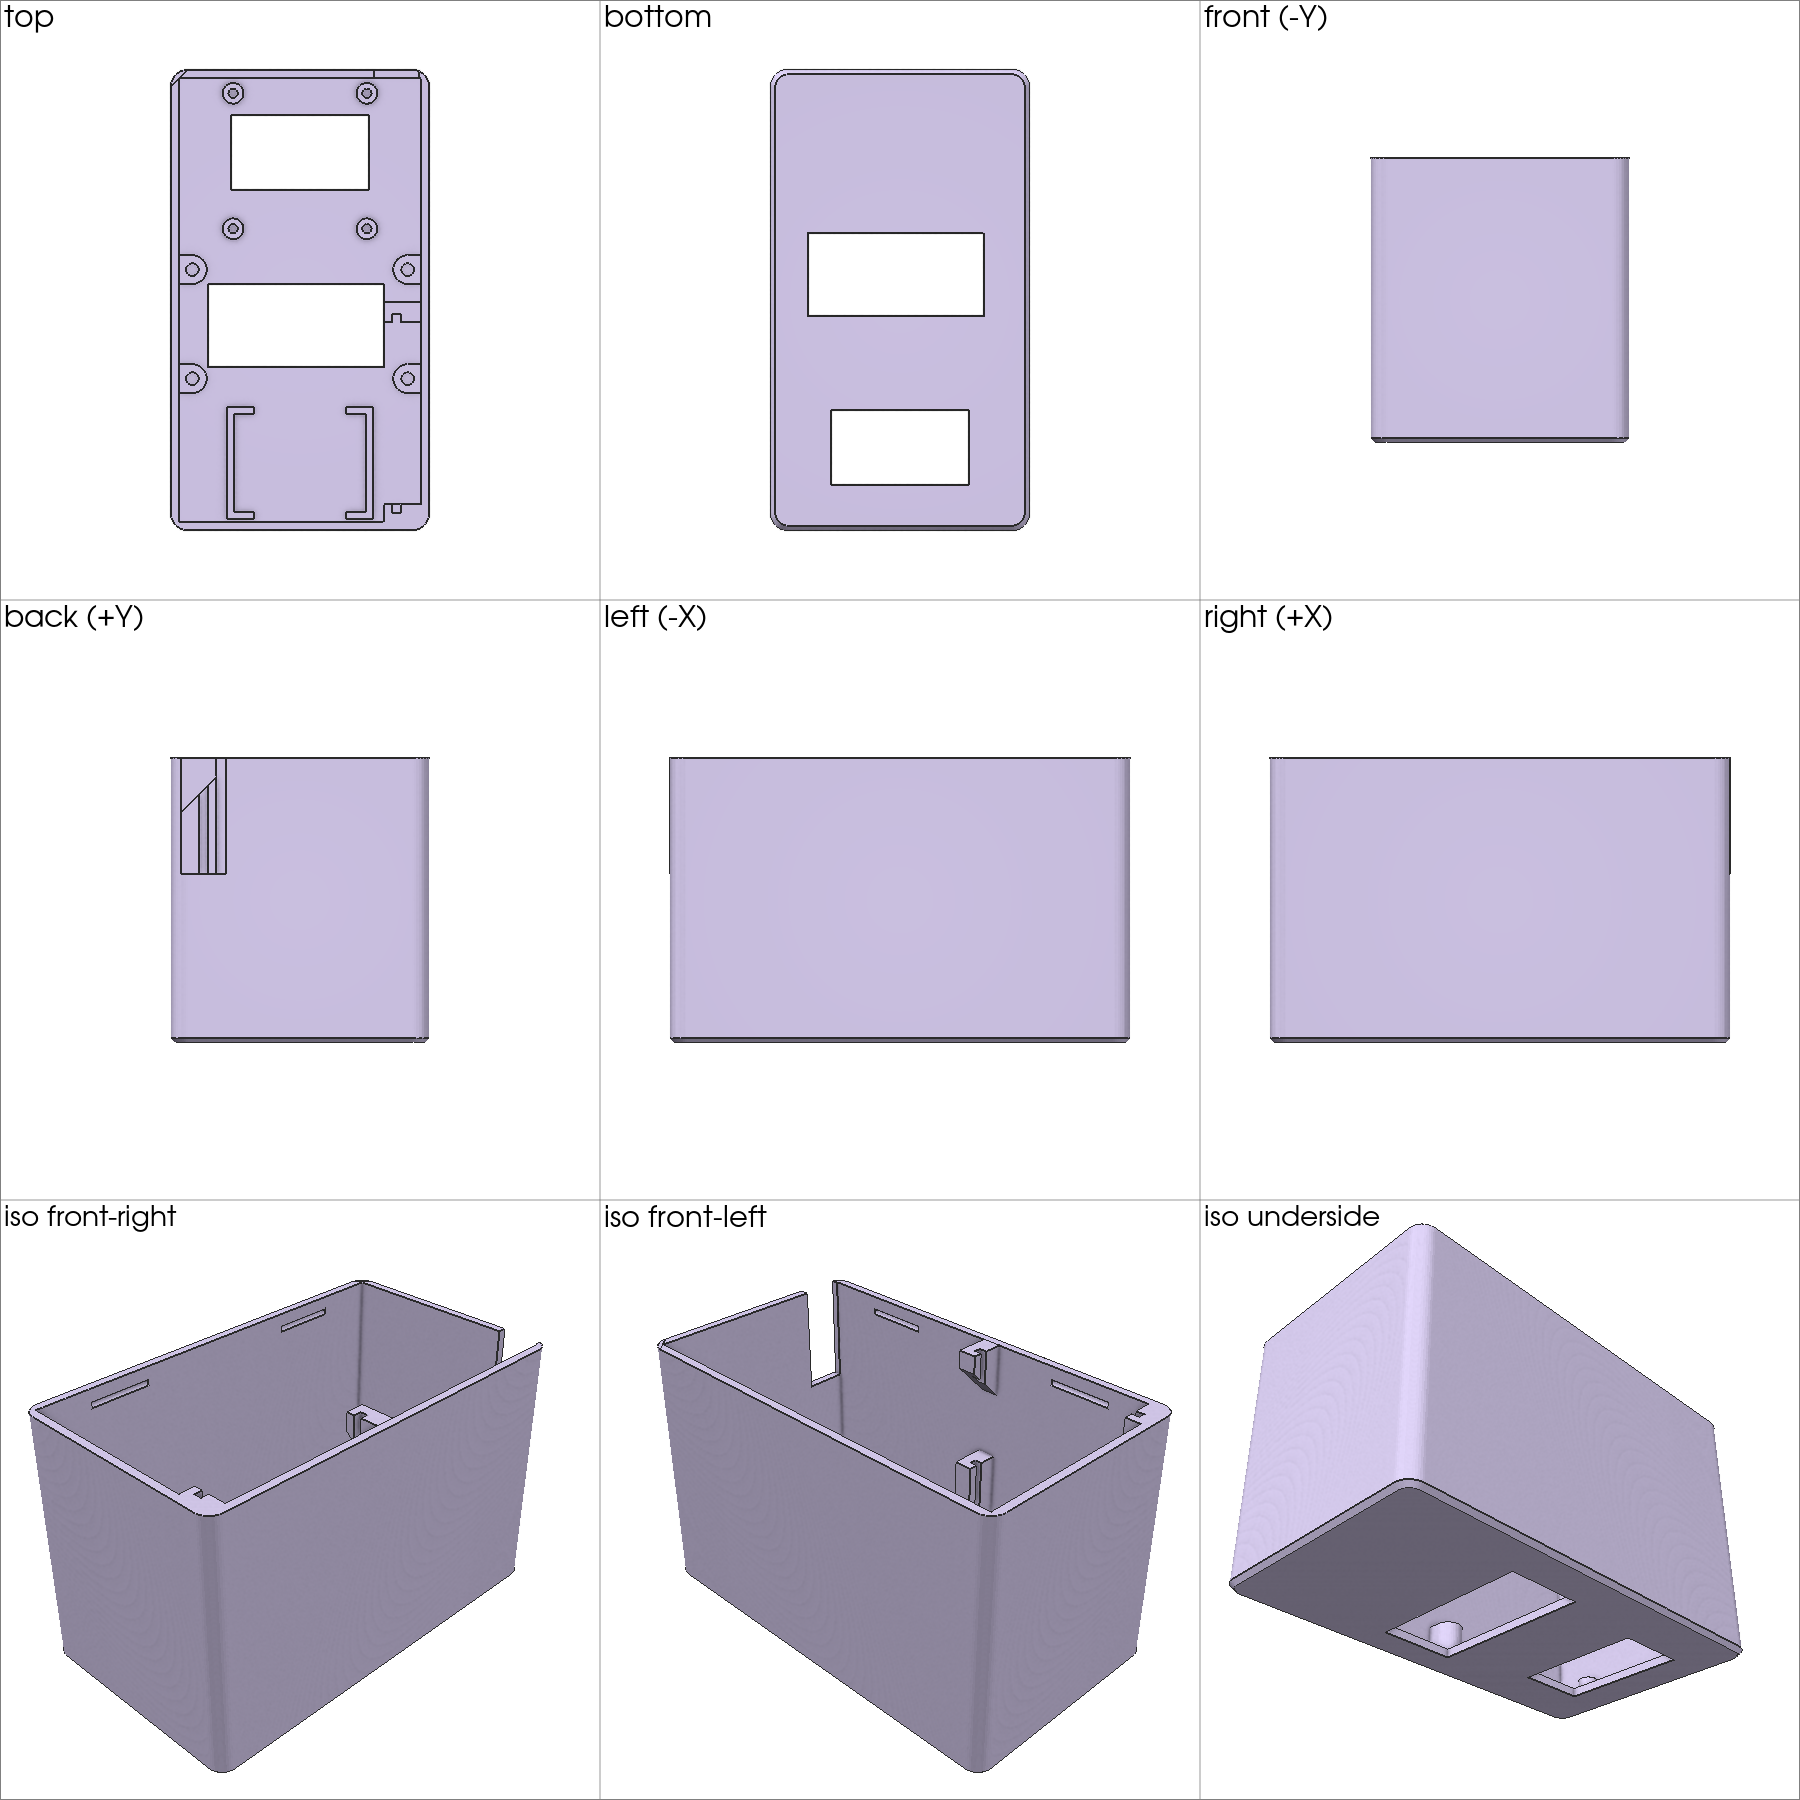 top
bottom
front (-Y)
back (+Y)
left (-X)
right (+X)
iso front-right
iso front-left
iso underside